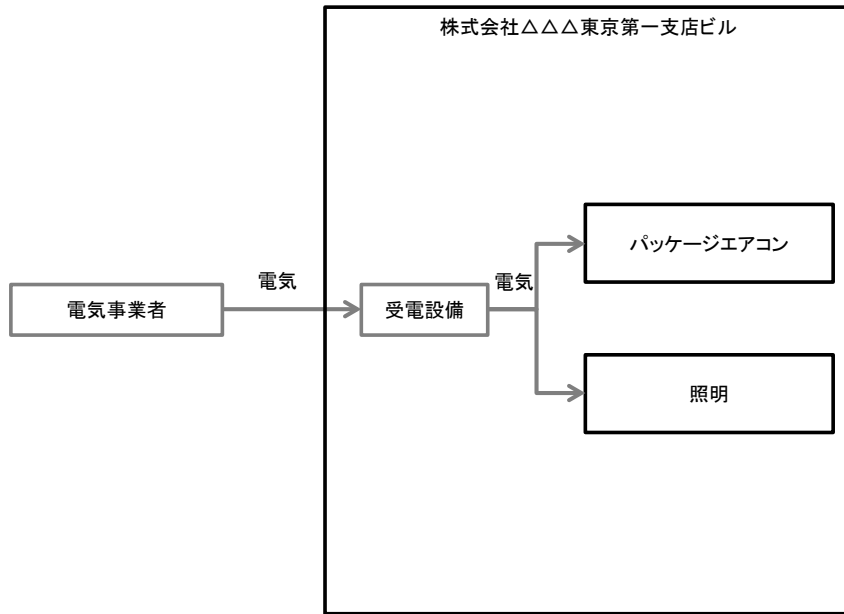 株式会社△△△東京第一支店ビル
パッケージエアコン
電気
電気
電気事業者
受電設備
照明